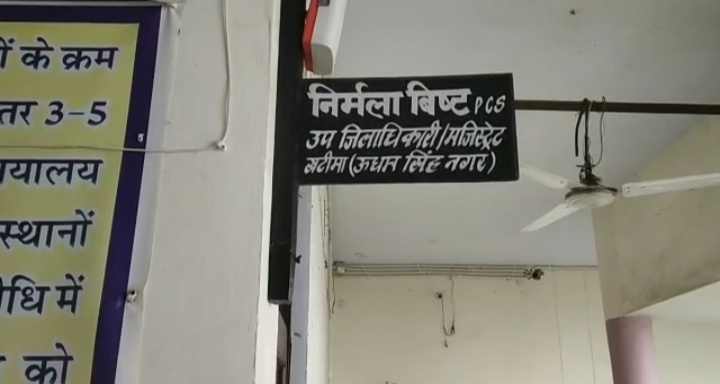 ों के क्रम
तर 3-5
यालय
स्थानों
धि में
को
निर्मला बिष्ट PCS
उप जिलाधिकारी/मजिस्ट्रेट
खटीमा (ऊधम सिंह नगर)